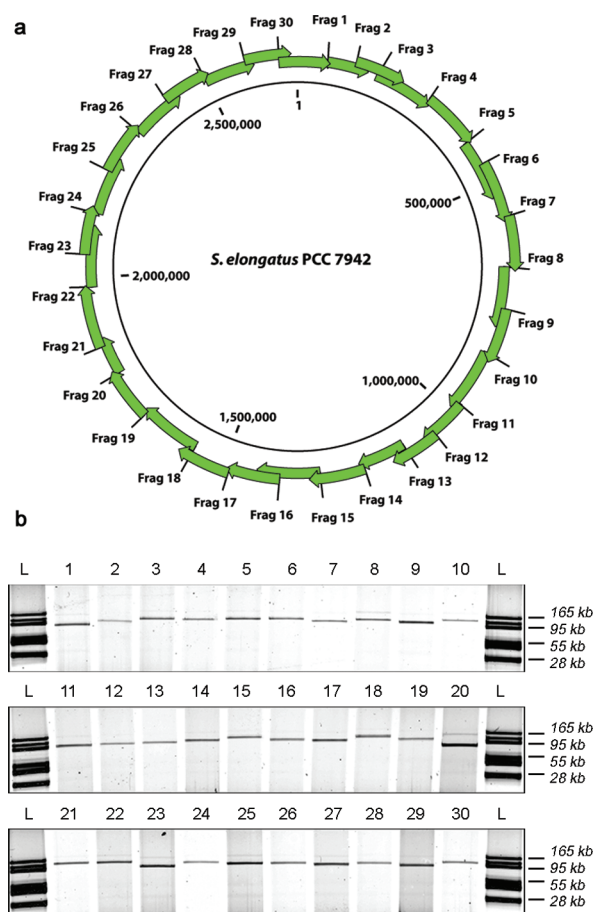 a
Frag 30
Frag 1
Frag 2
Frag 3
Frag 4
Frag 5
Frag 6
Frag 7
Frag 8
Frag 9
Frag 10
Frag 11
Frag 12
Frag 13
Frag 14
Frag 15
Frag 16
Frag 17
Frag 18
Frag 19
Frag 20
Frag 21
Frag 22
Frag 23
Frag 24
Frag 25
Frag 26
Frag 27
Frag 28
Frag 29
1
500,000
1,000,000
1,500,000
2,000,000
2,500,000
S. elongatus PCC 7942
b
L 1 2 3 4 5 6 7 8 9 10 L
165 kb
95 kb
55 kb
28 kb
L 11 12 13 14 15 16 17 18 19 20 L
165 kb
95 kb
55 kb
28 kb
L 21 22 23 24 25 26 27 28 29 30 L
165 kb
95 kb
55 kb
28 kb